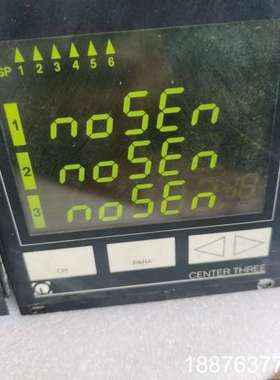 SP 1 2 3 4 5 6
1 noSEn
2 noSEn
3 noSEn
CH PARA
CENTER THREE
18876377